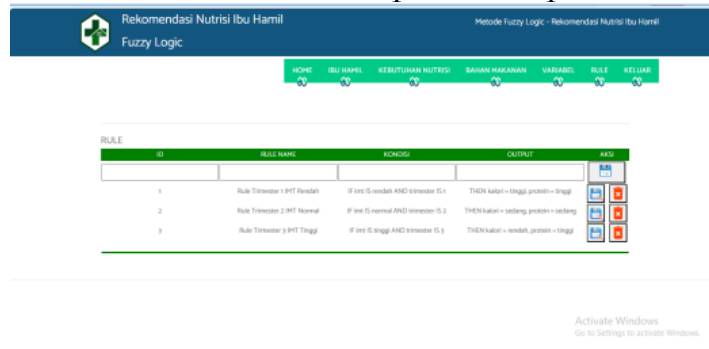 Rekomendasi Nutrisi Ibu Hamil
Fuzzy Logic
Metode Fuzzy Logic - Rekomendasi Nutrisi Ibu Hamil
HOME IBU HAMIL KEBUTUHAN NUTRISI BAHAN MAKANAN VARIABEL RULE KELUAR
RULE
ID RULE NAME KONDISI OUTPUT AKSI
1 Rule Trimester 1 IMT Rendah IF imt IS rendah AND trimester IS 1 THEN kalori = tinggi, protein = tinggi
2 Rule Trimester 2 IMT Normal IF imt IS normal AND trimester IS 2 THEN kalori = sedang, protein = sedang
3 Rule Trimester 3 IMT Tinggi IF imt IS tinggi AND trimester IS 3 THEN kalori = rendah, protein = tinggi
Activate Windows
Go to Settings to activate Windows.